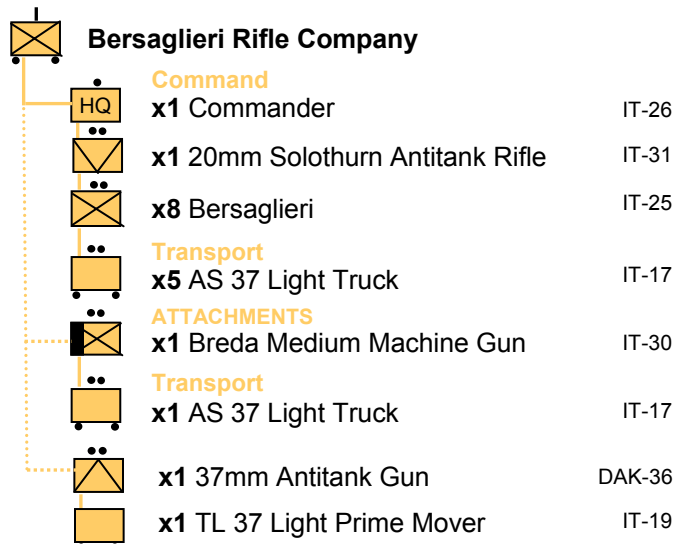 Bersaglieri Rifle Company
Command
HQ x1 Commander IT-26
x1 20mm Solothurn Antitank Rifle IT-31
x8 Bersaglieri IT-25
Transport
x5 AS 37 Light Truck IT-17
ATTACHMENTS
x1 Breda Medium Machine Gun IT-30
Transport
x1 AS 37 Light Truck IT-17
x1 37mm Antitank Gun DAK-36
x1 TL 37 Light Prime Mover IT-19